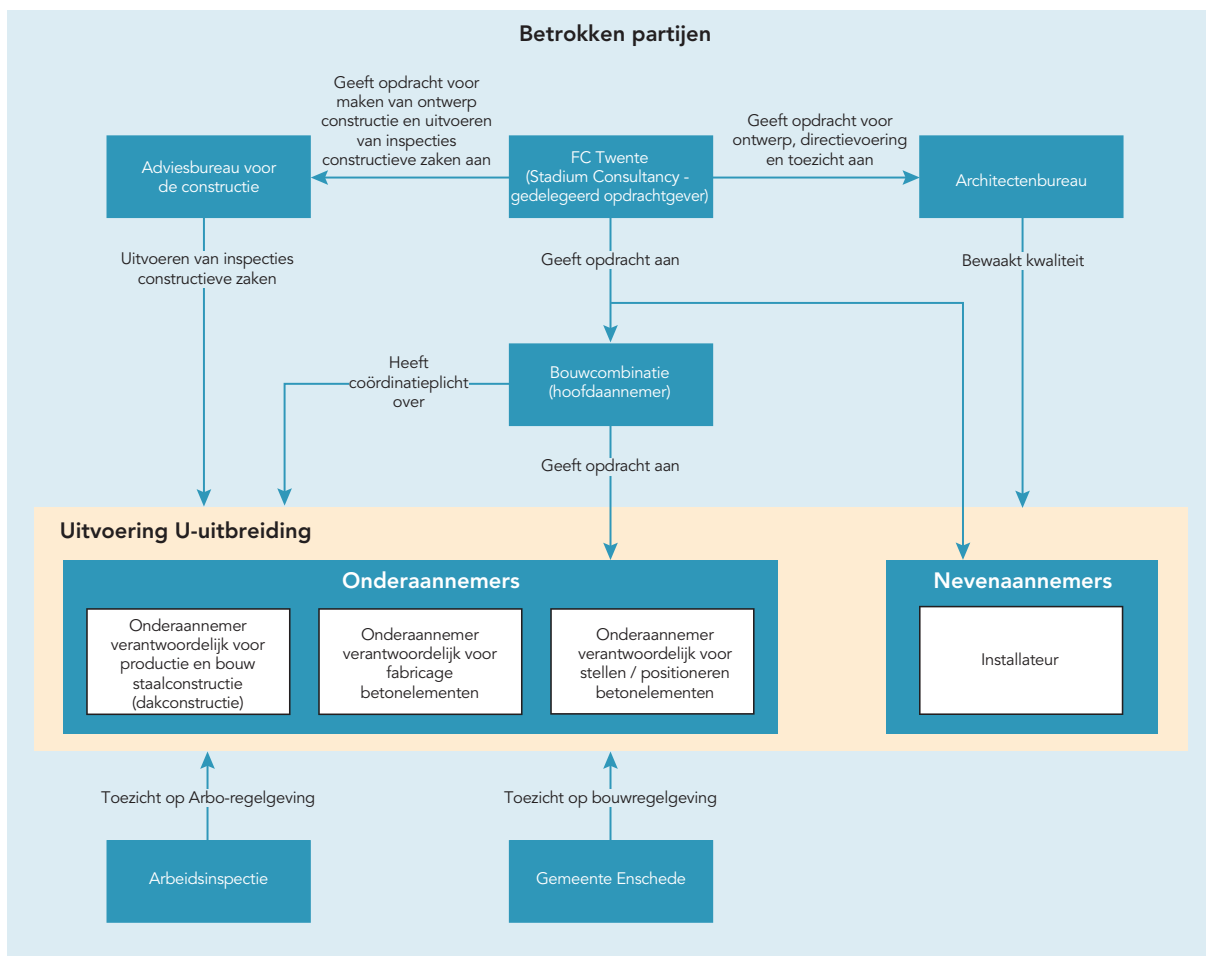 Betrokken partijen
Geeft opdracht voor
maken van ontwerp
constructie en uitvoeren
van inspecties
constructieve zaken aan
Geeft opdracht voor
ontwerp, directievoering
en toezicht aan
Adviesbureau voor
de constructie
FC Twente
(Stadium Consultancy -
gedelegeerd opdrachtgever)
Architectenbureau
Uitvoeren van inspecties
constructieve zaken
Geeft opdracht aan
Bewaakt kwaliteit
Heeft
coördinatieplicht
over
Bouwcombinatie
(hoofdaannemer)
Geeft opdracht aan
Uitvoering U-uitbreiding
Onderaannemers
Onderaannemer
verantwoordelijk voor
productie en bouw
staalconstructie
(dakconstructie)
Onderaannemer
verantwoordelijk voor
fabricage
betonelementen
Onderaannemer
verantwoordelijk voor
stellen / positioneren
betonelementen
Nevenaannemers
Installateur
Toezicht op Arbo-regelgeving
Toezicht op bouwregelgeving
Arbeidsinspectie
Gemeente Enschede